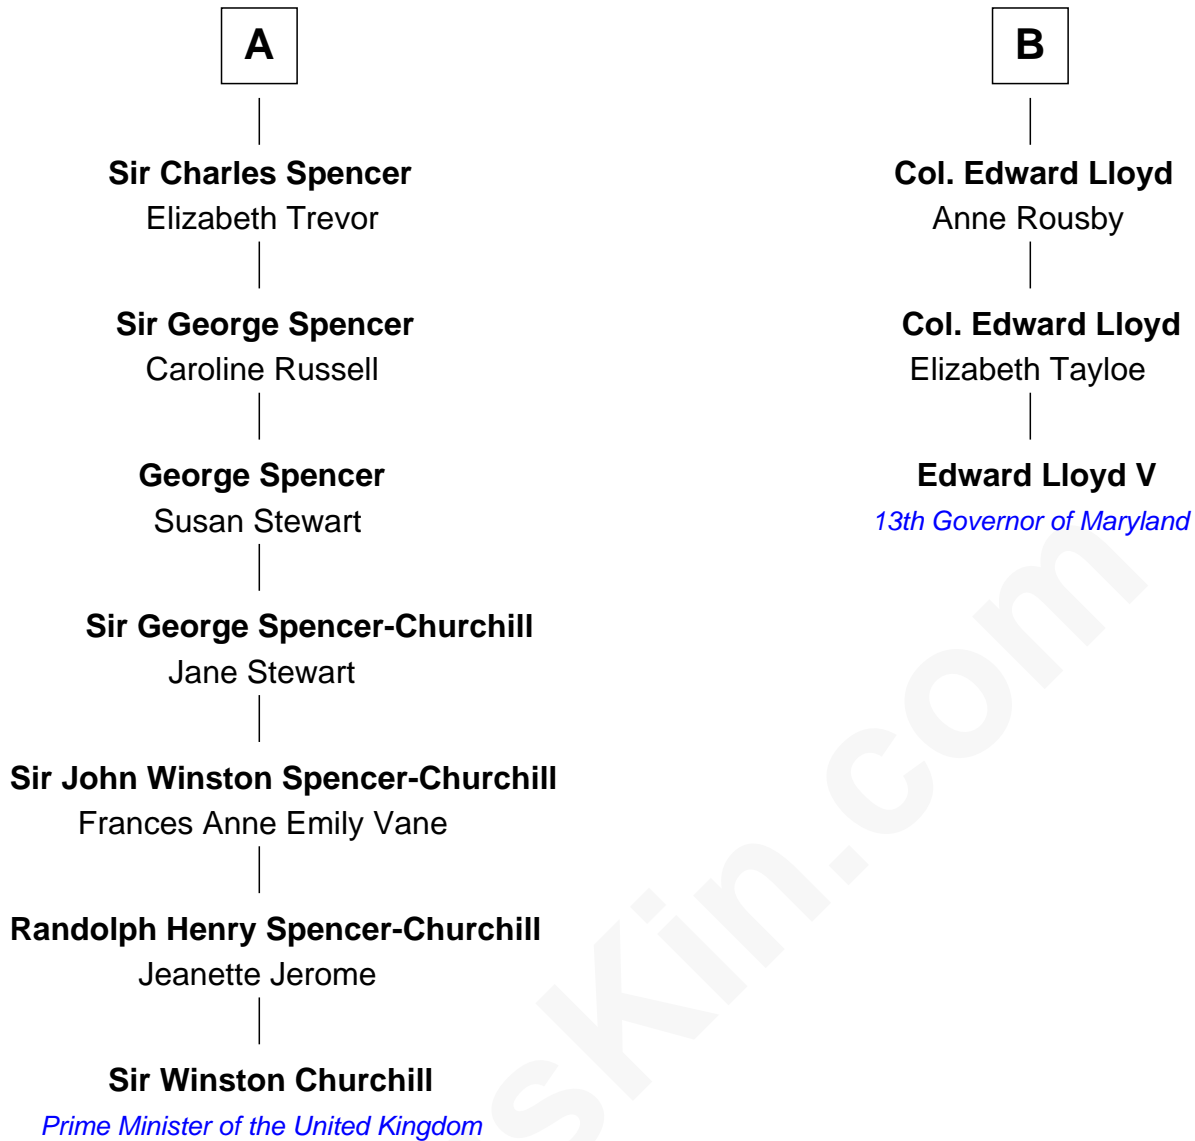 A
Sir Charles Spencer
Elizabeth Trevor
Sir George Spencer
Caroline Russell
George Spencer
Susan Stewart
Sir George Spencer-Churchill
Jane Stewart
Sir John Winston Spencer-Churchill
Frances Anne Emily Vane
Randolph Henry Spencer-Churchill
Jeanette Jerome
Sir Winston Churchill
Prime Minister of the United Kingdom
B
Col. Edward Lloyd
Anne Rousby
Col. Edward Lloyd
Elizabeth Tayloe
Edward Lloyd V
13th Governor of Maryland
sKin.com